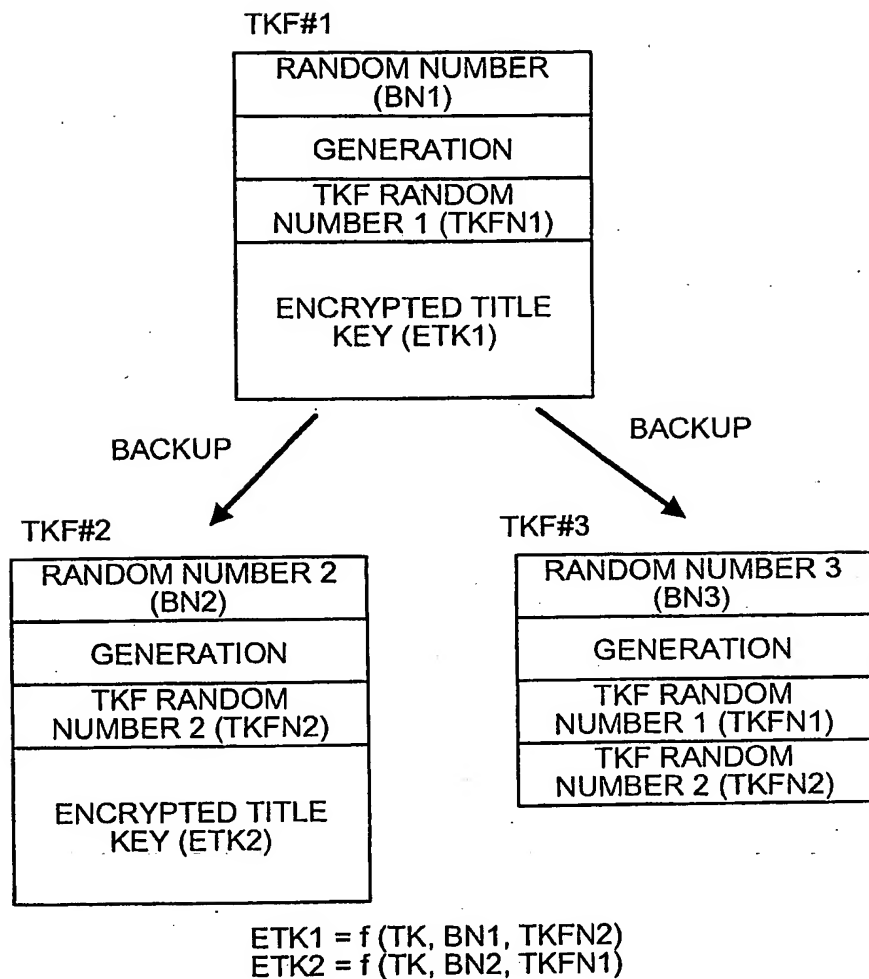 TKF#1
RANDOM NUMBER
(BN1)
GENERATION
TKF RANDOM
NUMBER 1 (TKFN1)
ENCRYPTED TITLE
KEY (ETK1)
BACKUP
BACKUP
TKF#2
RANDOM NUMBER 2
(BN2)
GENERATION
TKF RANDOM
NUMBER 2 (TKFN2)
ENCRYPTED TITLE
KEY (ETK2)
TKF#3
RANDOM NUMBER 3
(BN3)
GENERATION
TKF RANDOM
NUMBER 1 (TKFN1)
TKF RANDOM
NUMBER 2 (TKFN2)
ETK1 = f (TK, BN1, TKFN2)
ETK2 = f (TK, BN2, TKFN1)